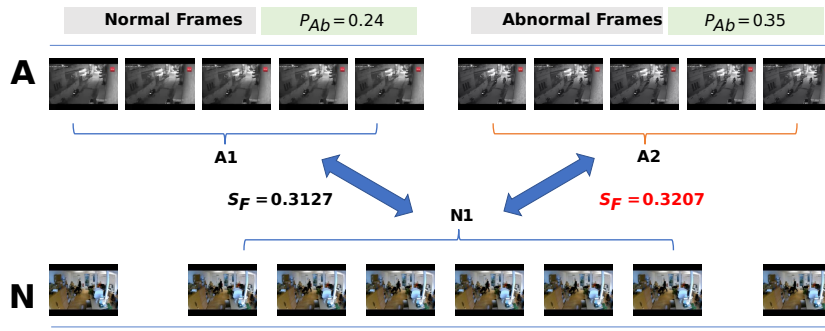 Normal Frames P_Ab = 0.24 Abnormal Frames P_Ab = 0.35
A
A1 A2
S_F = 0.3127 S_F = 0.3207
N1
N